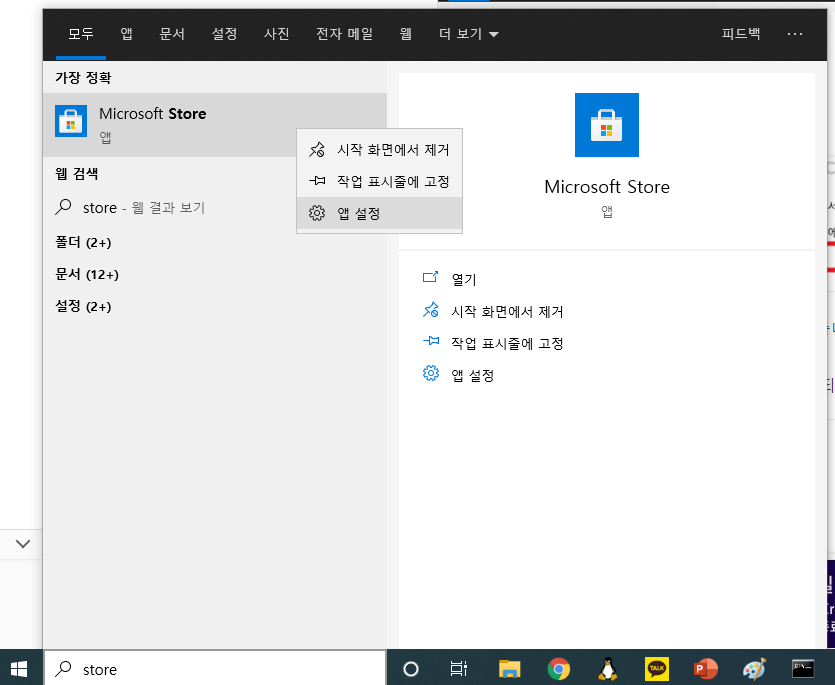 모두 앱 문서 설정 사진 전자 메일 웹 더 보기 피드백 ...
가장 정확
Microsoft Store
앱
웹 검색
store - 웹 결과 보기
폴더 (2+)
문서 (12+)
설정 (2+)
시작 화면에서 제거
작업 표시줄에 고정
앱 설정
Microsoft Store
앱
열기
시작 화면에서 제거
작업 표시줄에 고정
앱 설정
store
TALK